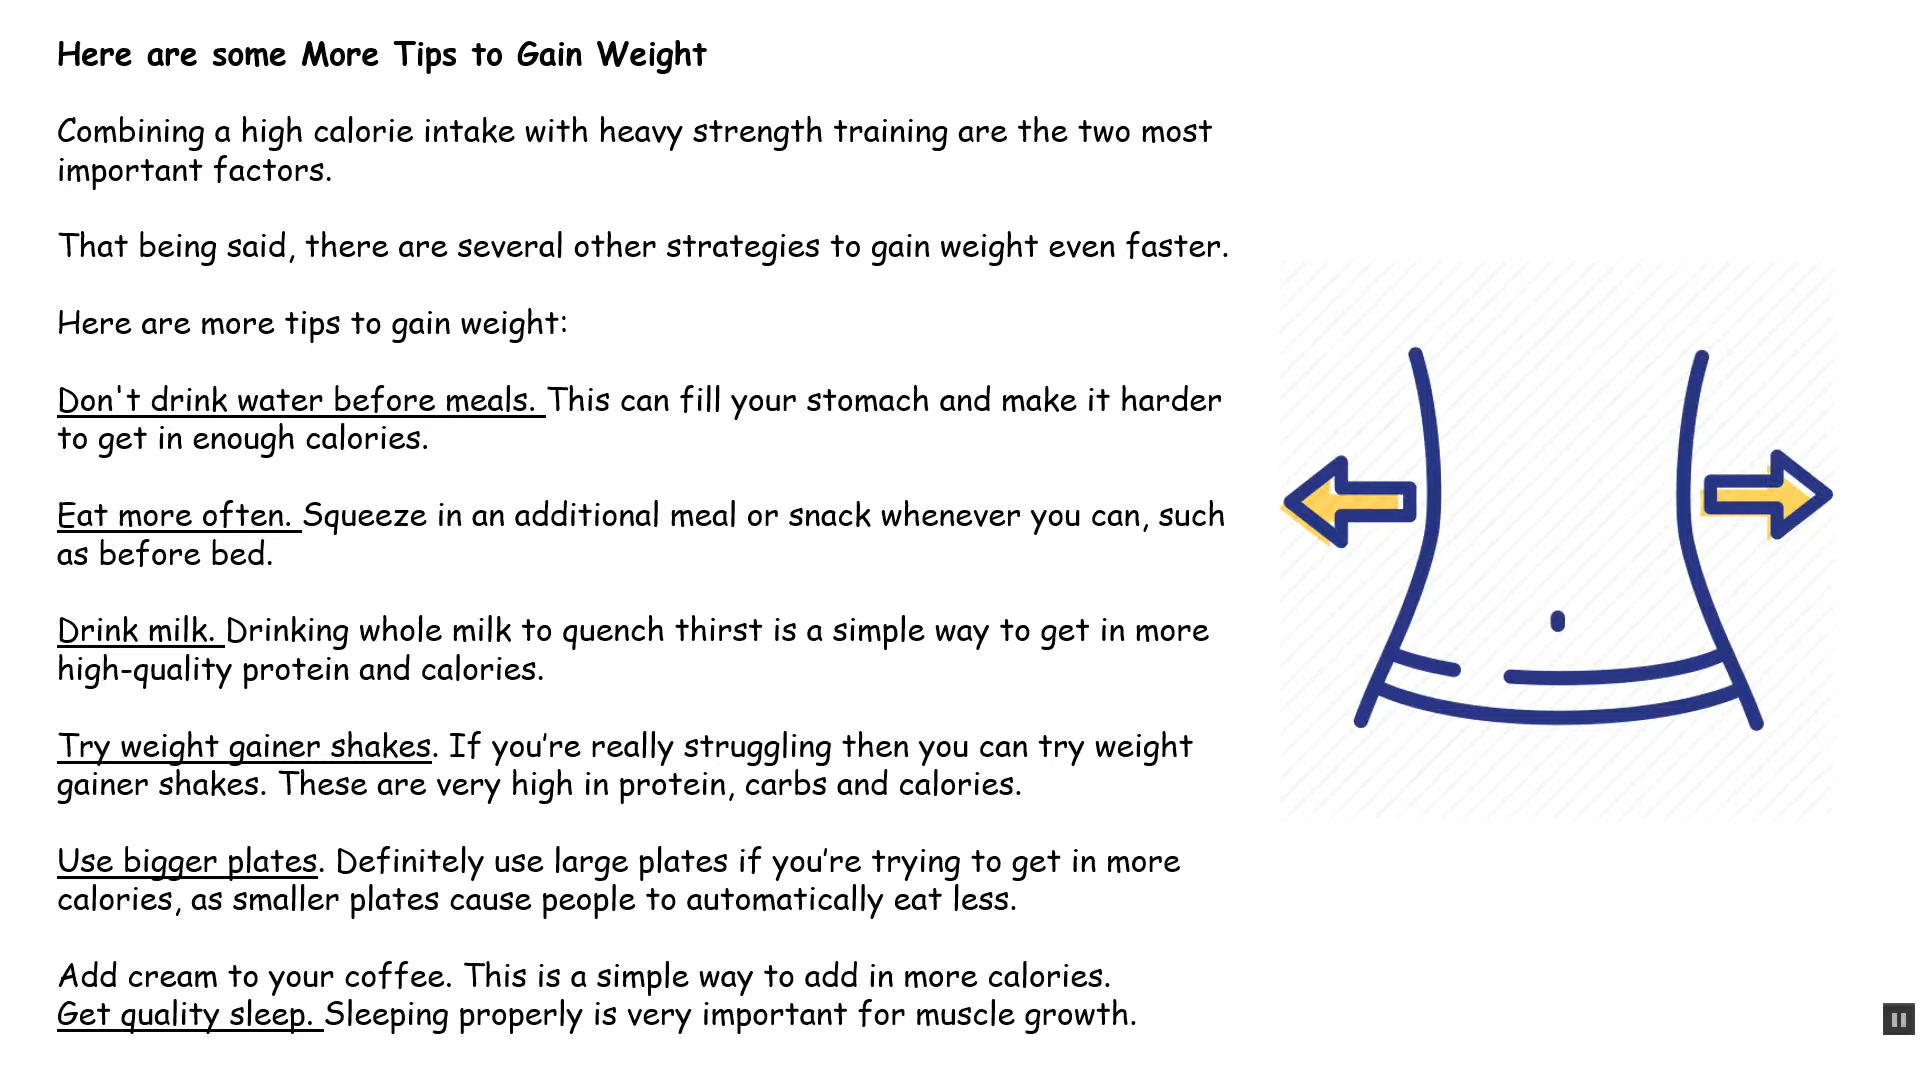 Here are some More Tips to Gain Weight
Combining a high calorie intake with heavy strength training are the two most
important factors.
That being said, there are several other strategies to gain weight even faster.
Here are more tips to gain weight:
Don't drink water before meals. This can fill your stomach and make it harder
to get in enough calories.
Eat more often. Squeeze in an additional meal or snack whenever you can, such
as before bed.
Drink milk. Drinking whole milk to quench thirst is a simple way to get in more
high-quality protein and calories.
Try weight gainer shakes. If you’re really struggling then you can try weight
gainer shakes. These are very high in protein, carbs and calories.
Use bigger plates. Definitely use large plates if you’re trying to get in more
calories, as smaller plates cause people to automatically eat less.
Add cream to your coffee. This is a simple way to add in more calories.
Get quality sleep. Sleeping properly is very important for muscle growth.